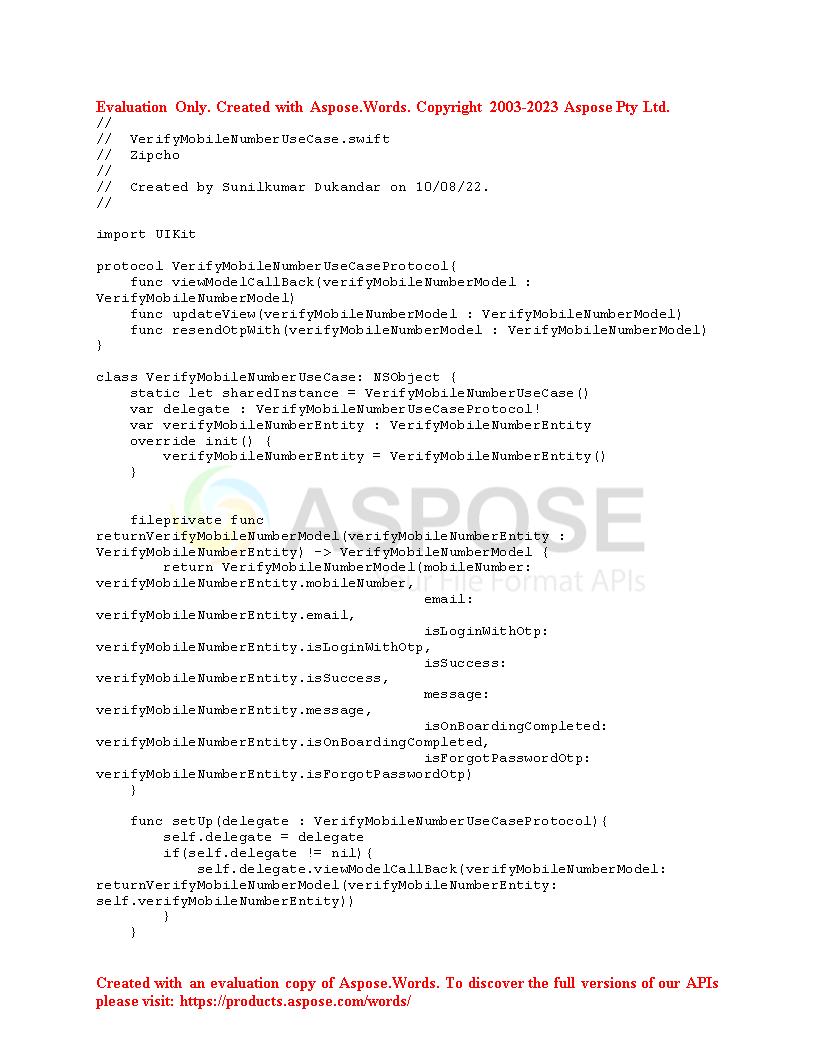 Evaluation Only. Created with Aspose.Words. Copyright 2003-2023 Aspose Pty Ltd.
//
//  VerifyMobileNumberUseCase.swift
//  Zipcho
//
//  Created by Sunilkumar Dukandar on 10/08/22.
//
import UIKit
protocol VerifyMobileNumberUseCaseProtocol{
    func viewModelCallBack(verifyMobileNumberModel :
VerifyMobileNumberModel)
    func updateView(verifyMobileNumberModel : VerifyMobileNumberModel)
    func resendOtpWith(verifyMobileNumberModel : VerifyMobileNumberModel)
}
class VerifyMobileNumberUseCase: NSObject {
    static let sharedInstance = VerifyMobileNumberUseCase()
    var delegate : VerifyMobileNumberUseCaseProtocol!
    var verifyMobileNumberEntity : VerifyMobileNumberEntity
    override init() {
        verifyMobileNumberEntity = VerifyMobileNumberEntity()
    }
ASPOSE
    fileprivate func
returnVerifyMobileNumberModel(verifyMobileNumberEntity :
VerifyMobileNumberEntity) -> VerifyMobileNumberModel {
        return VerifyMobileNumberModel(mobileNumber:
verifyMobileNumberEntity.mobileNumber,
Your File Format APIs
                                       email:
verifyMobileNumberEntity.email,
                                       isLoginWithOtp:
verifyMobileNumberEntity.isLoginWithOtp,
                                       isSuccess:
verifyMobileNumberEntity.isSuccess,
                                       message:
verifyMobileNumberEntity.message,
                                       isOnBoardingCompleted:
verifyMobileNumberEntity.isOnBoardingCompleted,
                                       isForgotPasswordOtp:
verifyMobileNumberEntity.isForgotPasswordOtp)
    }
    func setUp(delegate : VerifyMobileNumberUseCaseProtocol){
        self.delegate = delegate
        if(self.delegate != nil){
            self.delegate.viewModelCallBack(verifyMobileNumberModel:
returnVerifyMobileNumberModel(verifyMobileNumberEntity:
self.verifyMobileNumberEntity))
        }
    }
Created with an evaluation copy of Aspose.Words. To discover the full versions of our APIs
please visit: https://products.aspose.com/words/